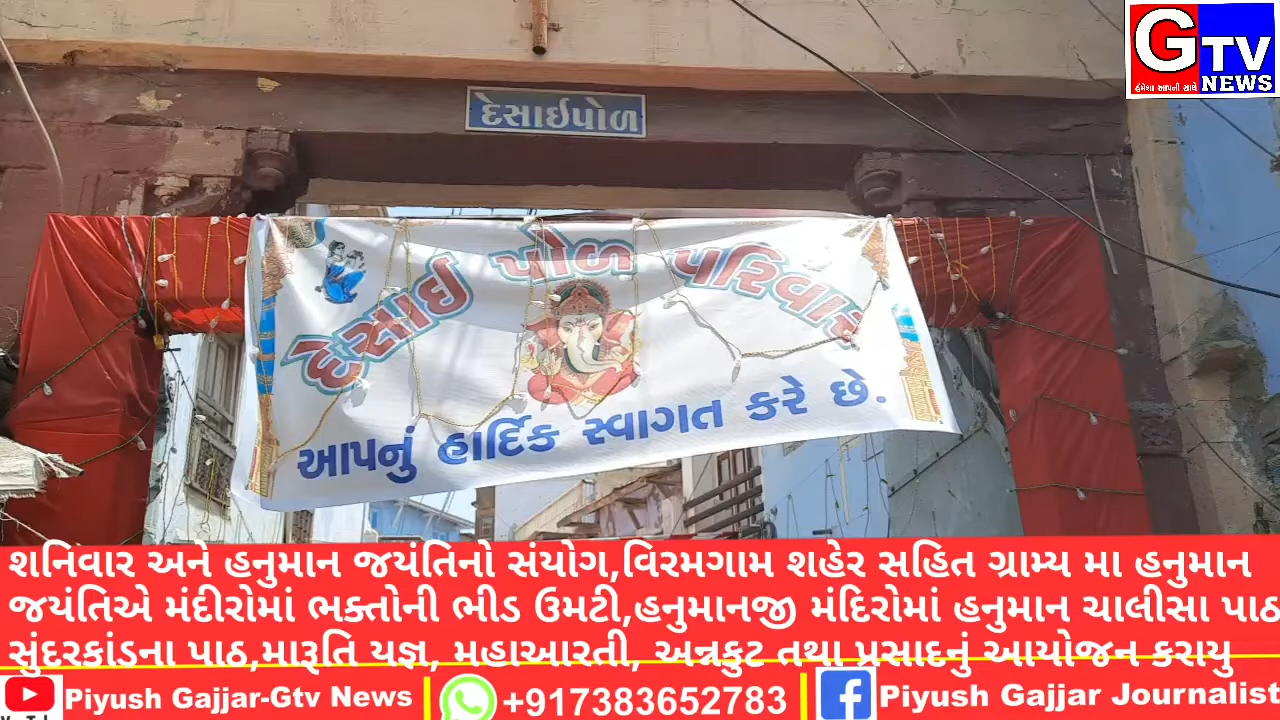 GTV NEWS
હંમેશા આપની સાથે
દેસાઈપોળ
દેસાઈ પોળ પરિવાર
આપનું હાર્દિક સ્વાગત કરે છે.
શનિવાર અને હનુમાન જયંતિનો સંયોગ,વિરમગામ શહેર સહિત ગ્રામ્ય મા હનુમાન
જયંતિએ મંદીરોમાં ભક્તોની ભીડ ઉમટી,હનુમાનજી મંદિરોમાં હનુમાન ચાલીસા પાઠ
સુંદરકાંડના પાઠ,મારૂતિ યજ્ઞ, મહાઆરતી, અન્નકુટ તથા પ્રસાદનું આયોજન કરાયુ
Piyush Gajjar-Gtv News
+917383652783
Piyush Gajjar Journalist